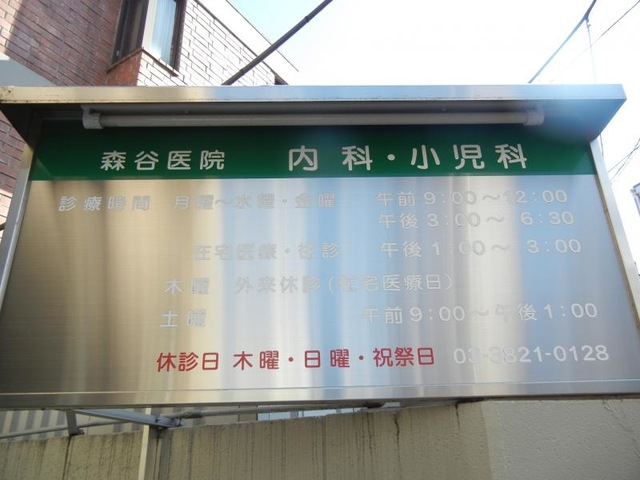 森谷医院 内科・小児科
診療時間 月曜～水曜・金曜 午前9:00～12:00
午後3:00～6:30
在宅医療・往診 午後1:00～3:00
木曜 外来休診(在宅医療日)
土曜 午前9:00～午後1:00
休診日 木曜・日曜・祝祭日 03-3821-0128